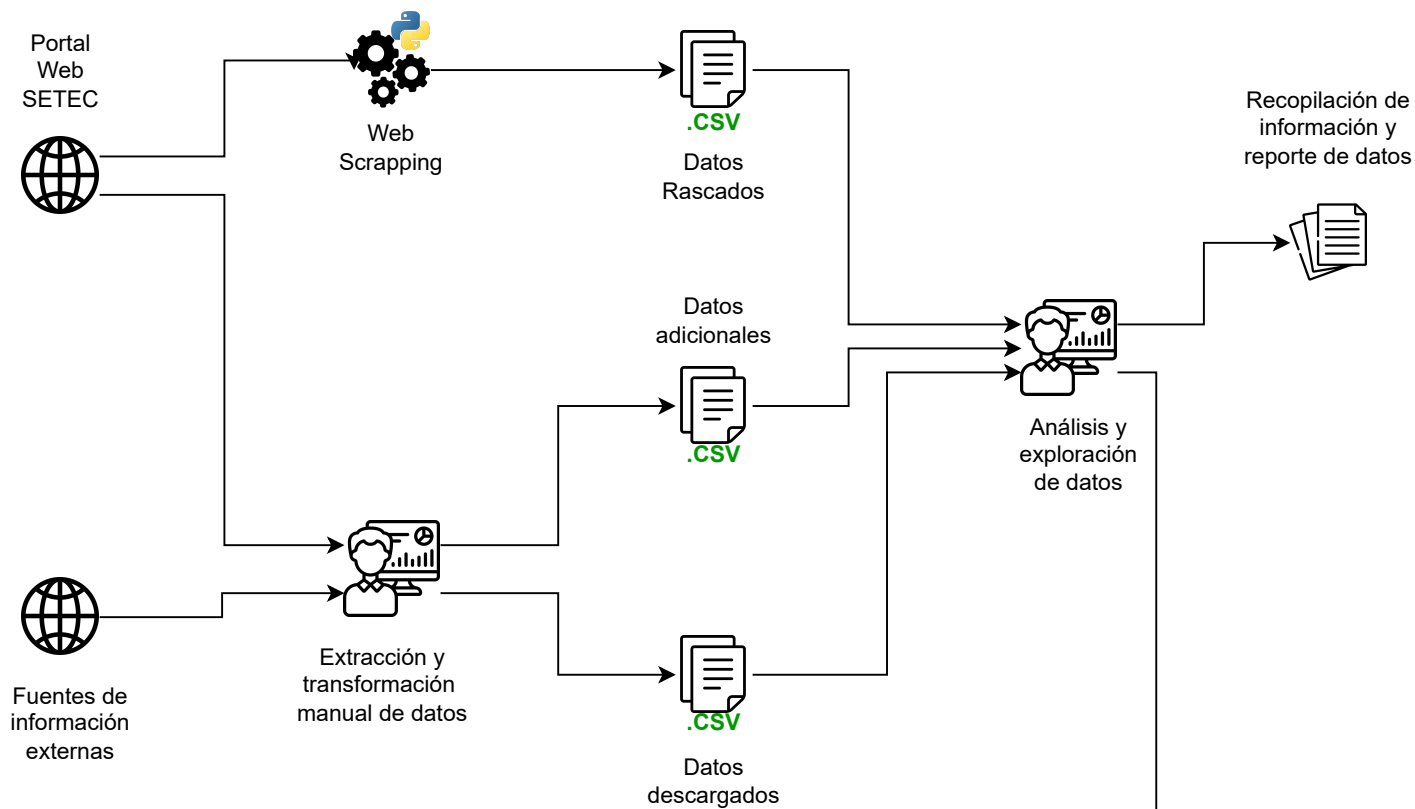 Portal
Web
SETEC
Web
Scrapping
.CSV
Datos
Rascados
Recopilación de
información y
reporte de datos
Datos
adicionales
.CSV
Análisis y
exploración
de datos
Fuentes de
información
externas
Extracción y
transformación
manual de datos
.CSV
Datos
descargados